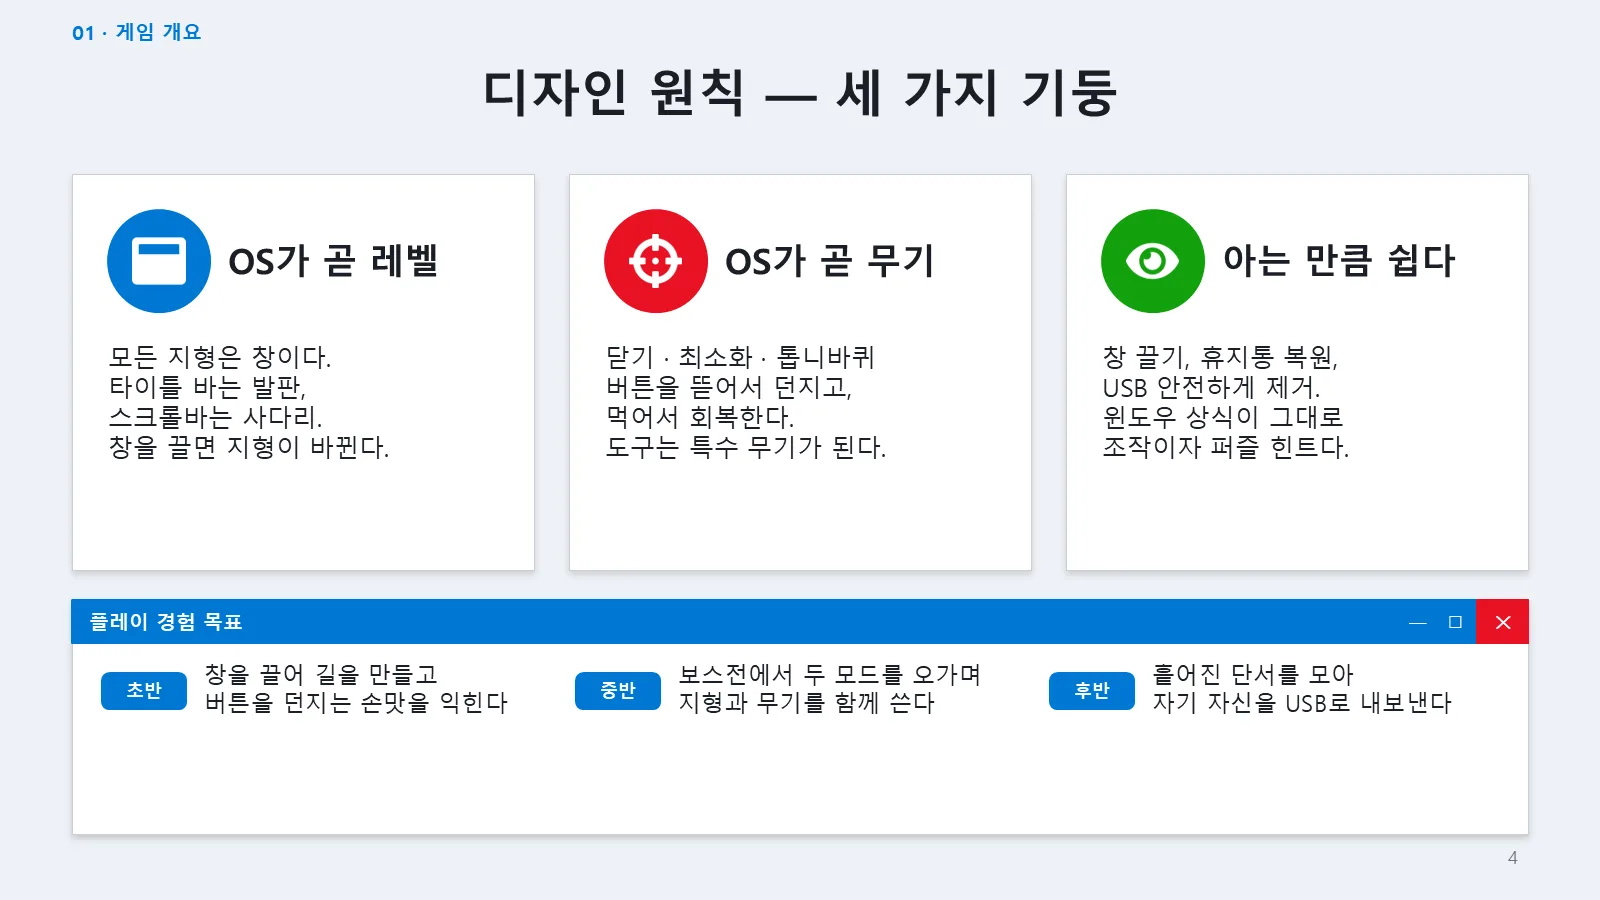 01 · 게임 개요
디자인 원칙 — 세 가지 기둥
OS가 곧 레벨
모든 지형은 창이다.
타이틀 바는 발판,
스크롤바는 사다리.
창을 끌면 지형이 바뀐다.
OS가 곧 무기
닫기 · 최소화 · 톱니바퀴
버튼을 뜯어서 던지고,
먹어서 회복한다.
도구는 특수 무기가 된다.
아는 만큼 쉽다
창 끌기, 휴지통 복원,
USB 안전하게 제거.
윈도우 상식이 그대로
조작이자 퍼즐 힌트다.
플레이 경험 목표
초반
창을 끌어 길을 만들고
버튼을 던지는 손맛을 익힌다
중반
보스전에서 두 모드를 오가며
지형과 무기를 함께 쓴다
후반
흩어진 단서를 모아
자기 자신을 USB로 내보낸다
4